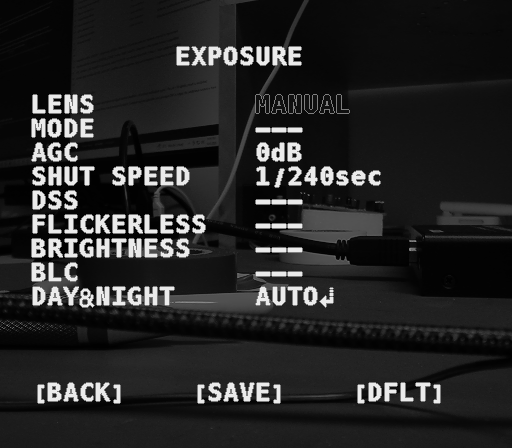 EXPOSURE
LENS MANUAL
MODE ---
AGC 0dB
SHUT SPEED 1/240sec
DSS ---
FLICKERLESS ---
BRIGHTNESS ---
BLC ---
DAY&NIGHT AUTO↲
[BACK] [SAVE] [DFLT]